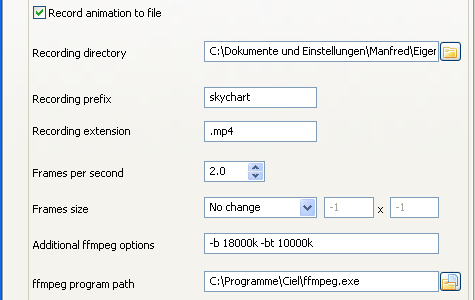 Record animation to file
Recording directory C:\Dokumente und Einstellungen\Manfred\Eiger
Recording prefix skychart
Recording extension .mp4
Frames per second 2.0
Frames size No change -1 x -1
Additional ffmpeg options -b 18000k -bt 10000k
ffmpeg program path C:\Programme\Ciel\ffmpeg.exe